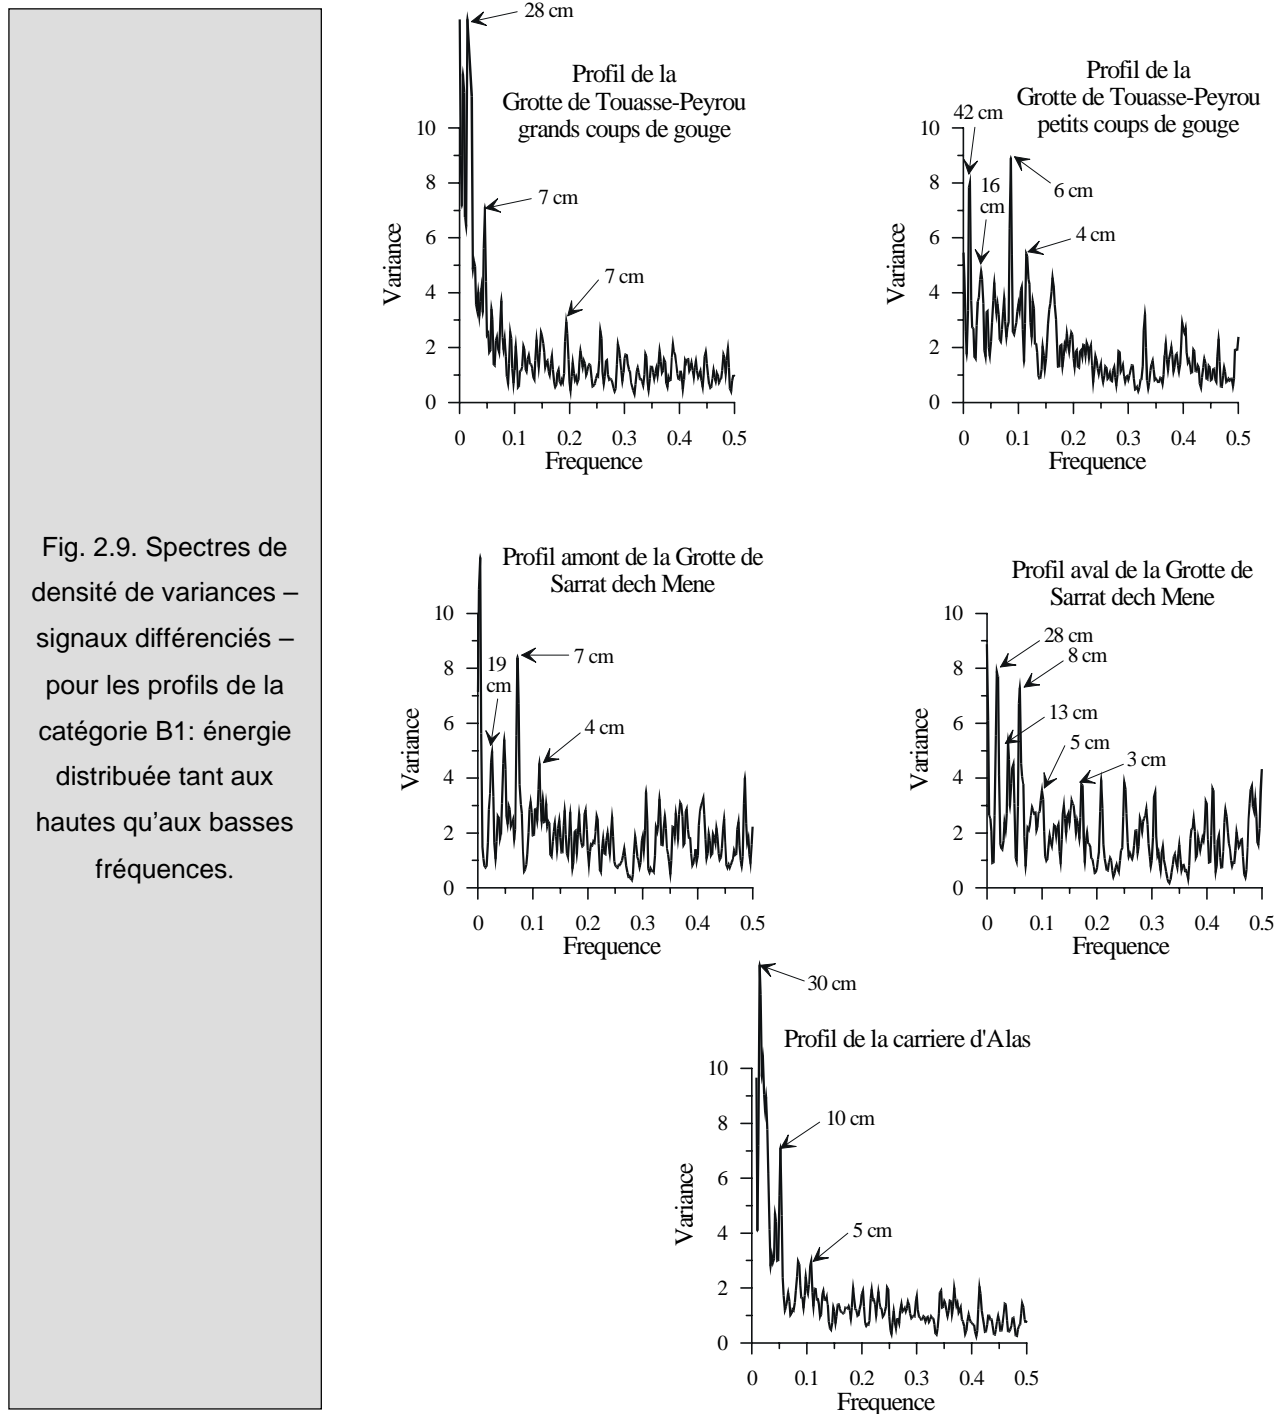 Fig. 2.9. Spectres de
densité de variances –
signaux différenciés –
pour les profils de la
catégorie B1: énergie
distribuée tant aux
hautes qu'aux basses
fréquences.
28 cm
Profil de la
Grotte de Touasse-Peyrou
grands coups de gouge
10
8
6
4
2
0
Variance
7 cm
7 cm
0 0.1 0.2 0.3 0.4 0.5
Frequence
Profil de la
Grotte de Touasse-Peyrou
petits coups de gouge
42 cm
10
8
6
4
2
0
Variance
16
cm
6 cm
4 cm
0 0.1 0.2 0.3 0.4 0.5
Frequence
Profil amont de la Grotte de
Sarrat dech Mene
10
8
6
4
2
0
Variance
19
cm
7 cm
4 cm
0 0.1 0.2 0.3 0.4 0.5
Frequence
Profil aval de la Grotte de
Sarrat dech Mene
10
8
6
4
2
0
Variance
28 cm
8 cm
13 cm
5 cm
3 cm
0 0.1 0.2 0.3 0.4 0.5
Frequence
30 cm
Profil de la carriere d'Alas
10
8
6
4
2
0
Variance
10 cm
5 cm
0 0.1 0.2 0.3 0.4 0.5
Frequence